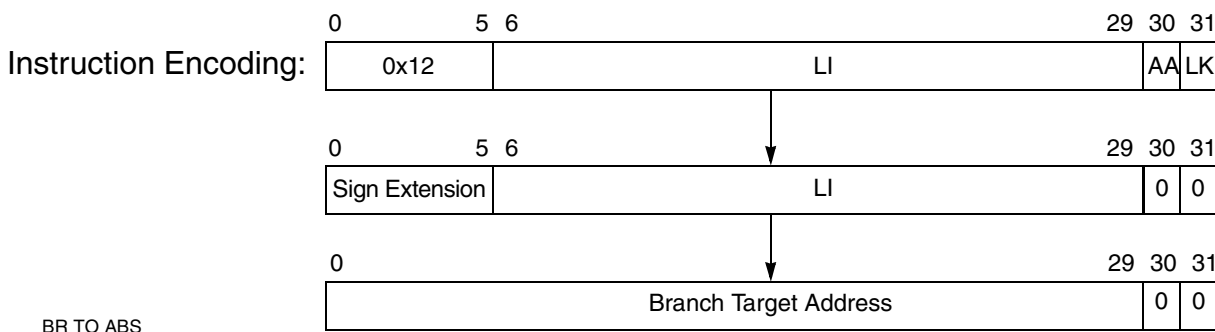 0 5 6 29 30 31
Instruction Encoding: 0x12 LI AA LK
0 5 6 29 30 31
Sign Extension LI 0 0
0 29 30 31
Branch Target Address 0 0
BR TO ABS